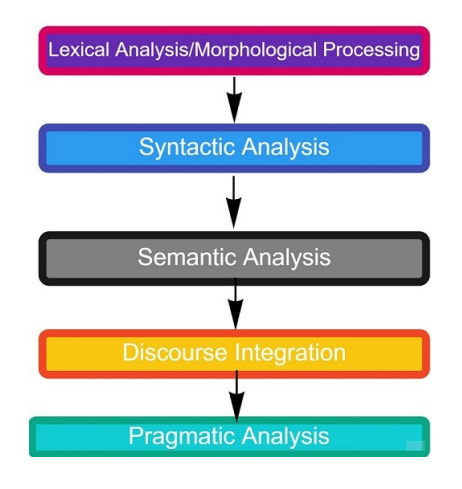 Lexical Analysis/Morphological Processing
Syntactic Analysis
Semantic Analysis
Discourse Integration
Pragmatic Analysis